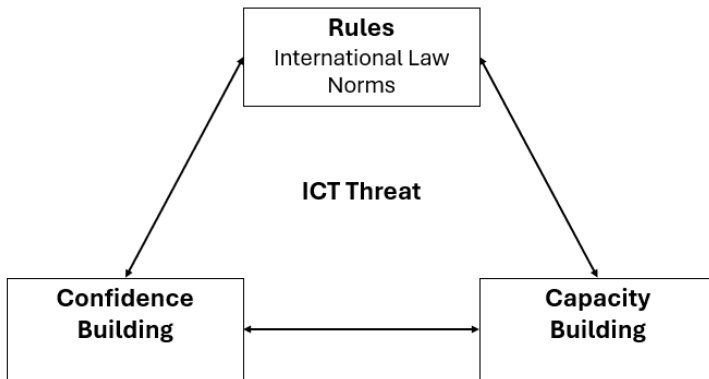 Rules
International Law
Norms
ICT Threat
Confidence
Building
Capacity
Building